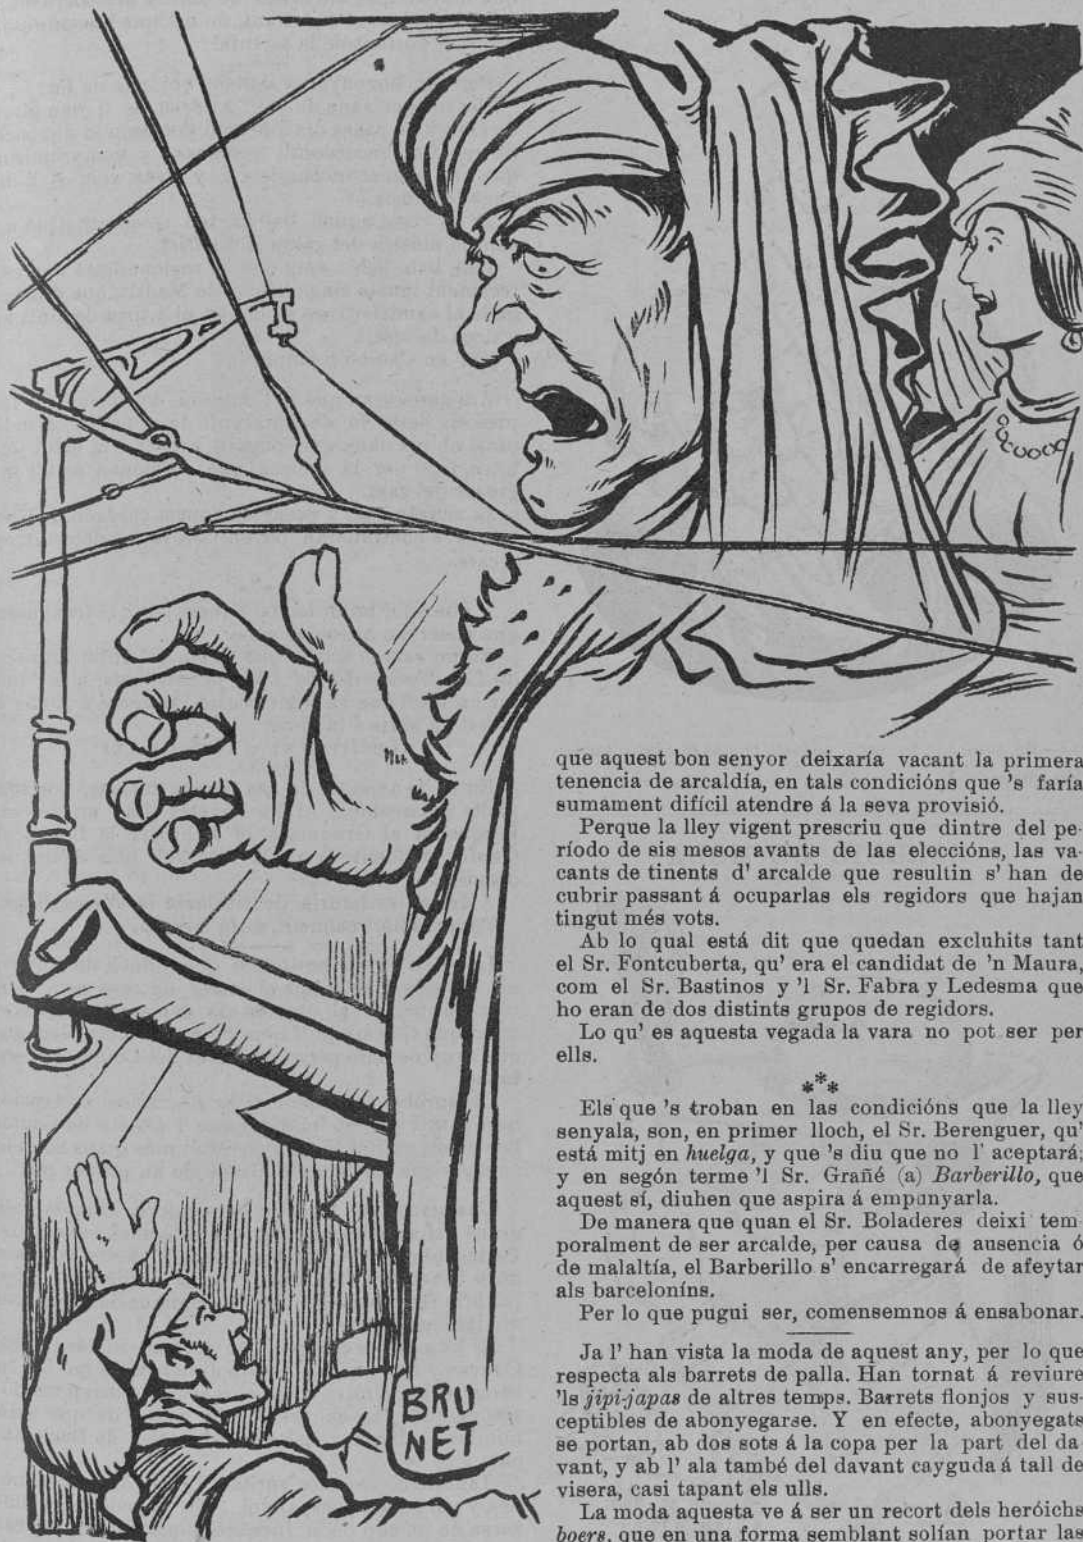 que aquest bon senyor deixaría vacant la primera
tenencia de arcaldía, en tals condicións que 's faría
sumament difícil atendre á la seva provisió.
Perque la lley vigent prescriu que dintre del pe-
ríodo de sis mesos avants de las eleccións, las va-
cants de tinents d' arcalde que resultin s' han de
cubrir passant á ocuparlas els regidors que hajan
tingut més vots.
Ab lo qual está dit que quedan excluhits tant
el Sr. Fontcuberta, qu' era el candidat de 'n Maura,
com el Sr. Bastinos y 'l Sr. Fabra y Ledesma que
ho eran de dos distints grupos de regidors.
Lo qu' es aquesta vegada la vara no pot ser per
ells.
***
Els que 's troban en las condicións que la lley
senyala, son, en primer lloch, el Sr. Berenguer, qu'
está mitj en huelga, y que 's diu que no l' aceptará;
y en segón terme 'l Sr. Grañé (a) Barberillo, que
aquest sí, diuhen que aspira á empunyarla.
De manera que quan el Sr. Boladeres deixi tem-
poralment de ser arcalde, per causa de ausencia ó
de malaltía, el Barberillo s' encarregará de afeytar
als barceloníns.
Per lo que pugui ser, comensemnos á ensabonar.
Ja l' han vista la moda de aquest any, per lo que
respecta als barrets de palla. Han tornat á reviure
'ls jipi-japas de altres temps. Barrets flonjos y sus-
ceptibles de abonyegarse. Y en efecte, abonyegats
se portan, ab dos sots á la copa per la part del da-
vant, y ab l' ala també del davant cayguda á tall de
visera, casi tapant els ulls.
La moda aquesta ve á ser un recort dels heróichs
boers, que en una forma semblant solían portar las
BRU
NET